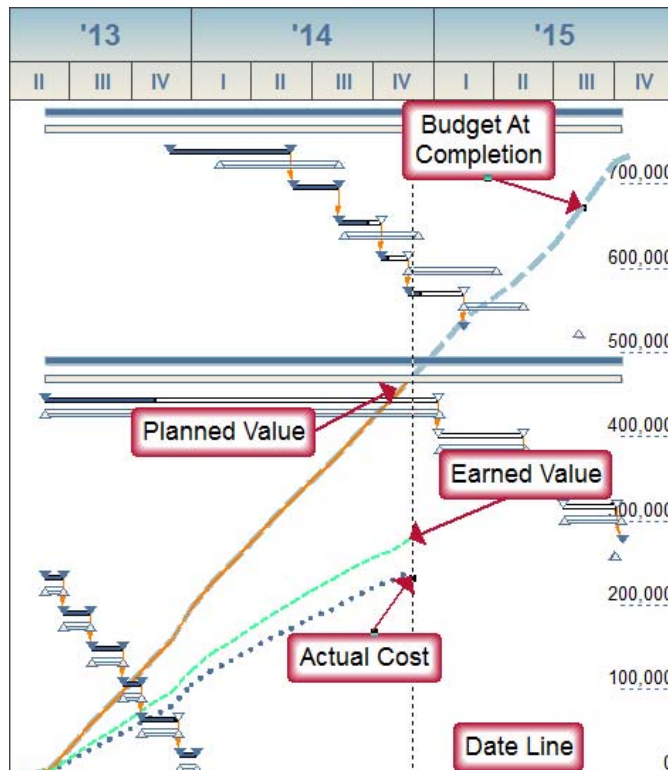 '13 '14 '15
II III IV I II III IV I II III IV
Budget At
Completion
700,000
600,000
500,000
400,000
Planned Value
Earned Value
300,000
200,000
Actual Cost
100,000
Date Line
0